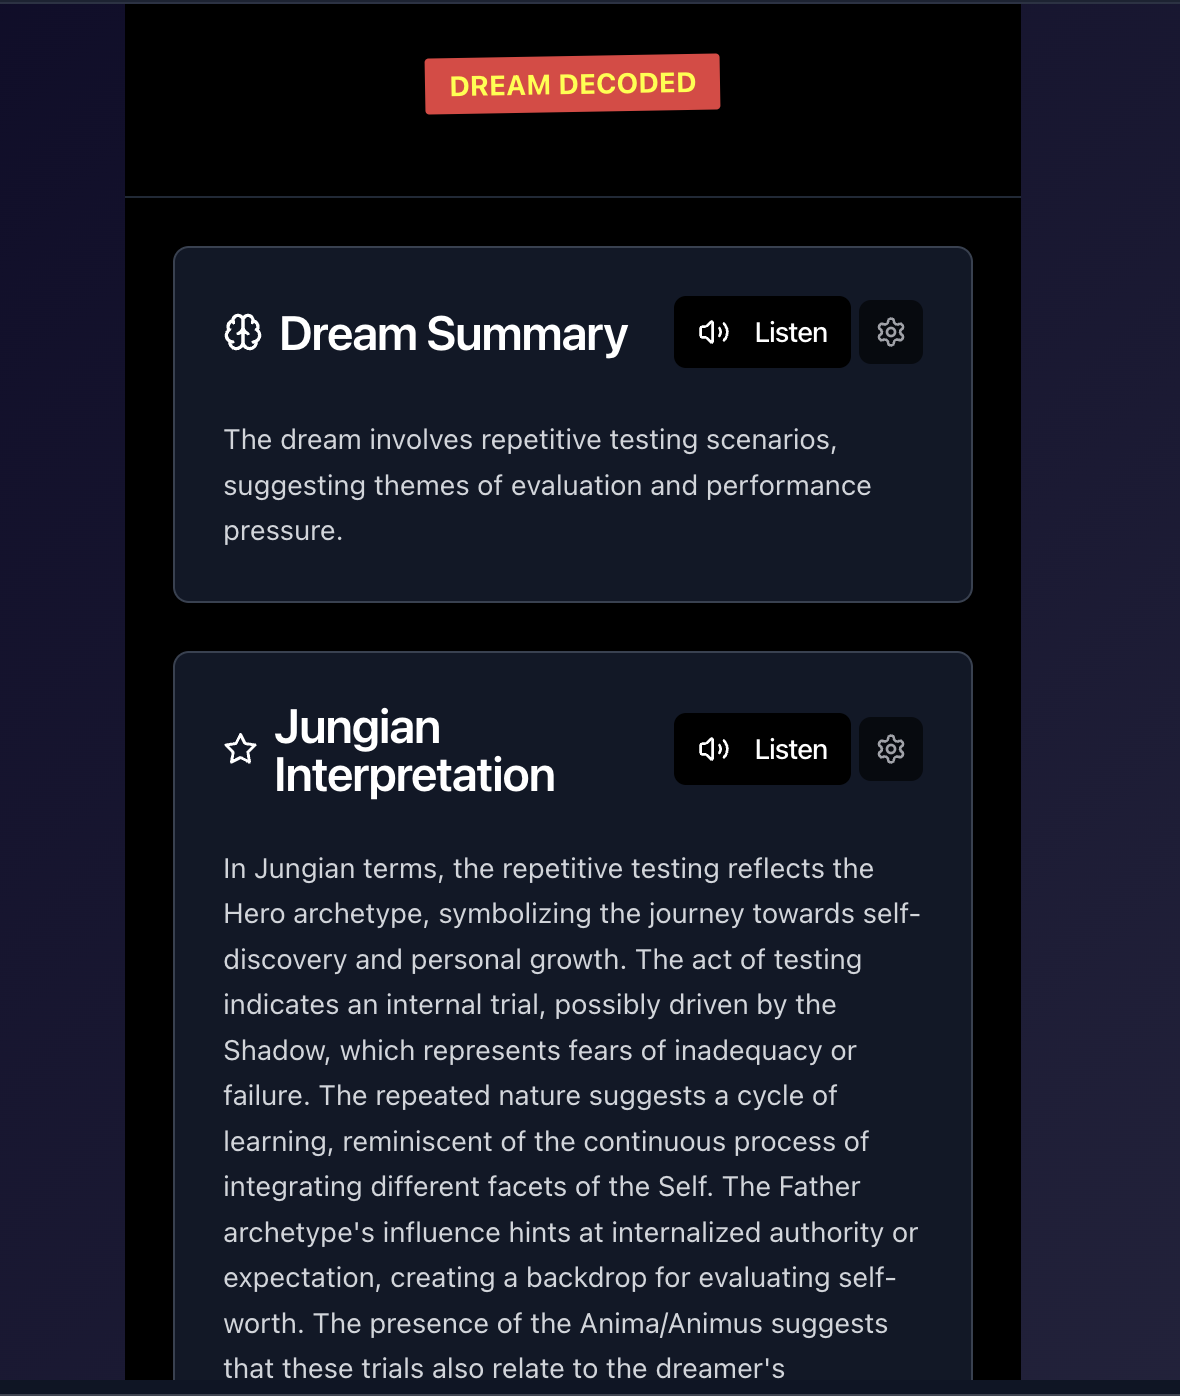 DREAM DECODED
Dream Summary
Listen
The dream involves repetitive testing scenarios,
suggesting themes of evaluation and performance
pressure.
Jungian
Interpretation
Listen
In Jungian terms, the repetitive testing reflects the
Hero archetype, symbolizing the journey towards self-
discovery and personal growth. The act of testing
indicates an internal trial, possibly driven by the
Shadow, which represents fears of inadequacy or
failure. The repeated nature suggests a cycle of
learning, reminiscent of the continuous process of
integrating different facets of the Self. The Father
archetype's influence hints at internalized authority or
expectation, creating a backdrop for evaluating self-
worth. The presence of the Anima/Animus suggests
that these trials also relate to the dreamer's